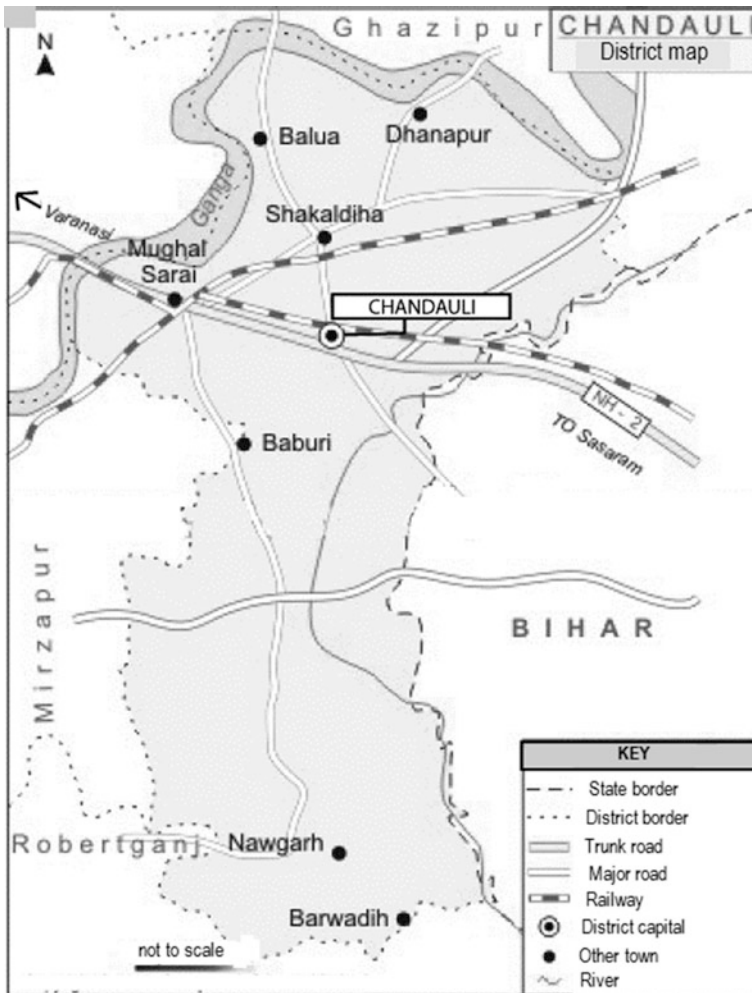 Ghazipur
CHANDAULI
District map
N
Balua
Dhanapur
Ganga
Varanasi
Shakaldiha
Mughal
Sarai
CHANDAULI
NH - 2
TO Sasaram
Baburi
Mirzapur
BIHAR
KEY
State border
District border
Trunk road
Major road
Railway
District capital
Other town
River
Robertganj
Nawgarh
Barwadih
not to scale